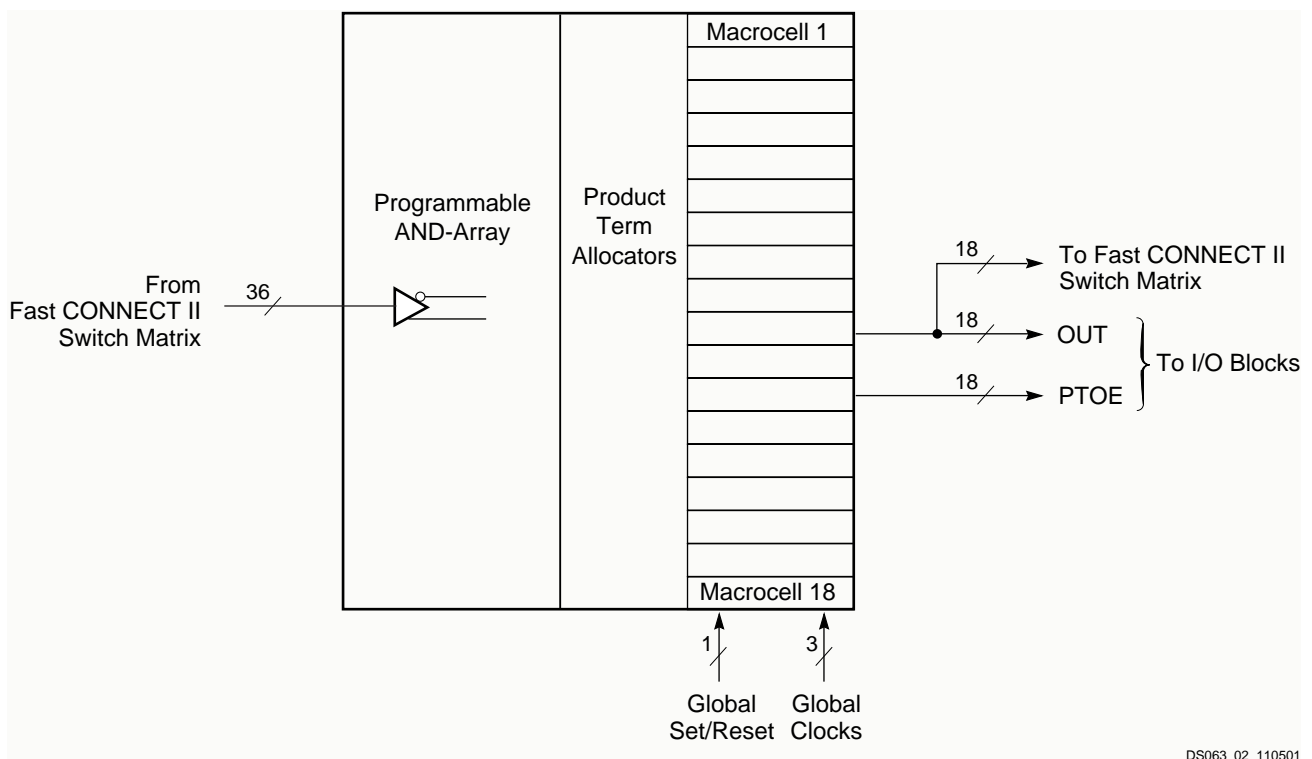 Macrocell 1
Programmable
AND-Array
Product
Term
Allocators
From
Fast CONNECT II
Switch Matrix
36
18
To Fast CONNECT II
Switch Matrix
18
OUT
To I/O Blocks
18
PTOE
Macrocell 18
1
3
Global
Set/Reset
Global
Clocks
DS063_02_110501